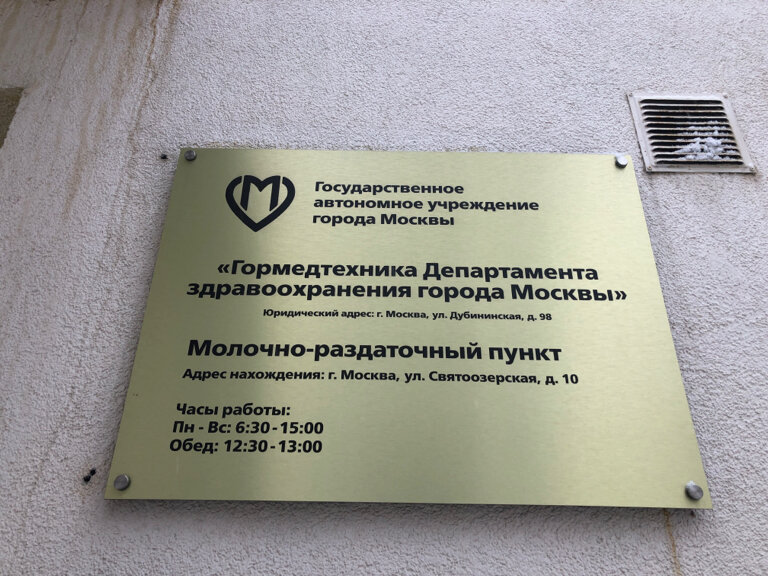 М
Государственное
автономное учреждение
города Москвы
«Гормедтехника Департамента
здравоохранения города Москвы»
Юридический адрес: г. Москва, ул. Дубининская, д. 98
Молочно-раздаточный пункт
Адрес нахождения: г. Москва, ул. Святоозерская, д. 10
Часы работы:
Пн - Вс: 6:30 - 15:00
Обед: 12:30 - 13:00